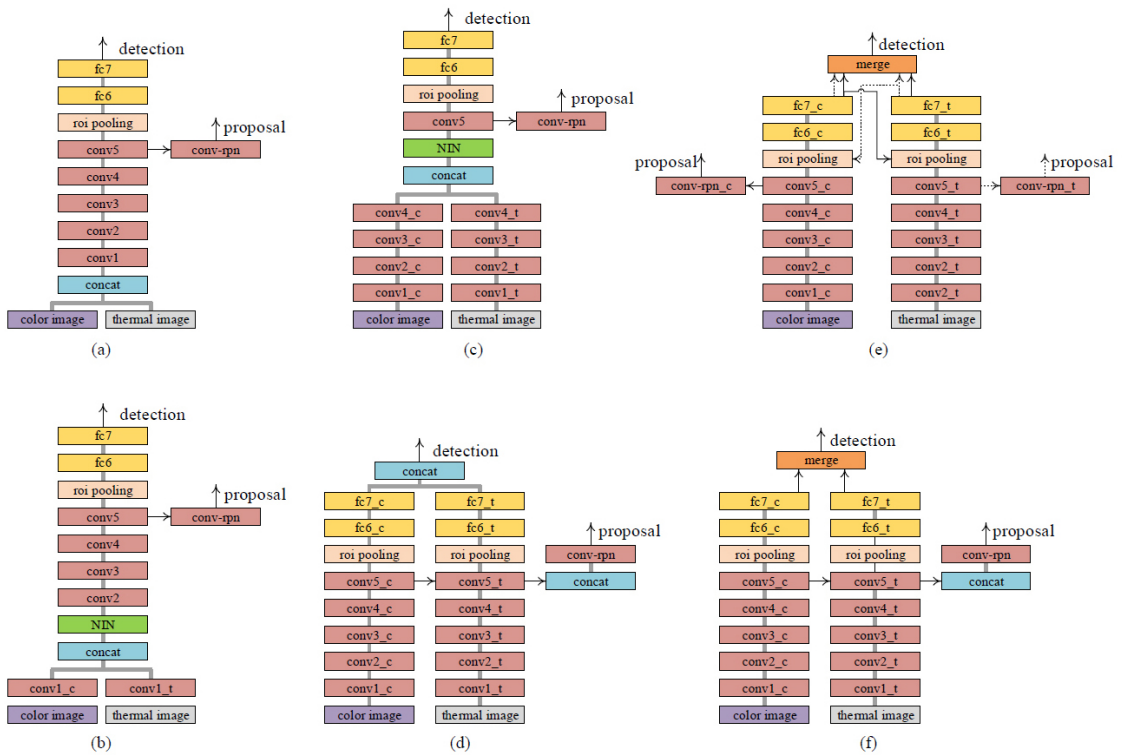 detection
fc7
fc6
roi pooling
proposal
conv5
conv-rpn
conv4
conv3
conv2
conv1
concat
color image
thermal image
(a)
detection
fc7
fc6
roi pooling
proposal
conv5
conv-rpn
NIN
concat
conv4_c
conv4_t
conv3_c
conv3_t
conv2_c
conv2_t
conv1_c
conv1_t
color image
thermal image
(c)
detection
merge
fc7_c
fc7_t
fc6_c
fc6_t
proposal
roi pooling
roi pooling
proposal
conv-rpn_c
conv5_c
conv5_t
conv-rpn_t
conv4_c
conv4_t
conv3_c
conv3_t
conv2_c
conv2_t
conv1_c
conv2_t
color image
thermal image
(e)
detection
fc7
fc6
roi pooling
proposal
conv5
conv-rpn
conv4
conv3
conv2
NIN
concat
conv1_c
conv1_t
color image
thermal image
(b)
detection
concat
fc7_c
fc7_t
fc6_c
fc6_t
proposal
roi pooling
roi pooling
conv-rpn
conv5_c
conv5_t
concat
conv4_c
conv4_t
conv3_c
conv3_t
conv2_c
conv2_t
conv1_c
conv1_t
color image
thermal image
(d)
detection
merge
fc7_c
fc7_t
fc6_c
fc6_t
proposal
roi pooling
roi pooling
conv-rpn
conv5_c
conv5_t
concat
conv4_c
conv4_t
conv3_c
conv3_t
conv2_c
conv2_t
conv1_c
conv1_t
color image
thermal image
(f)